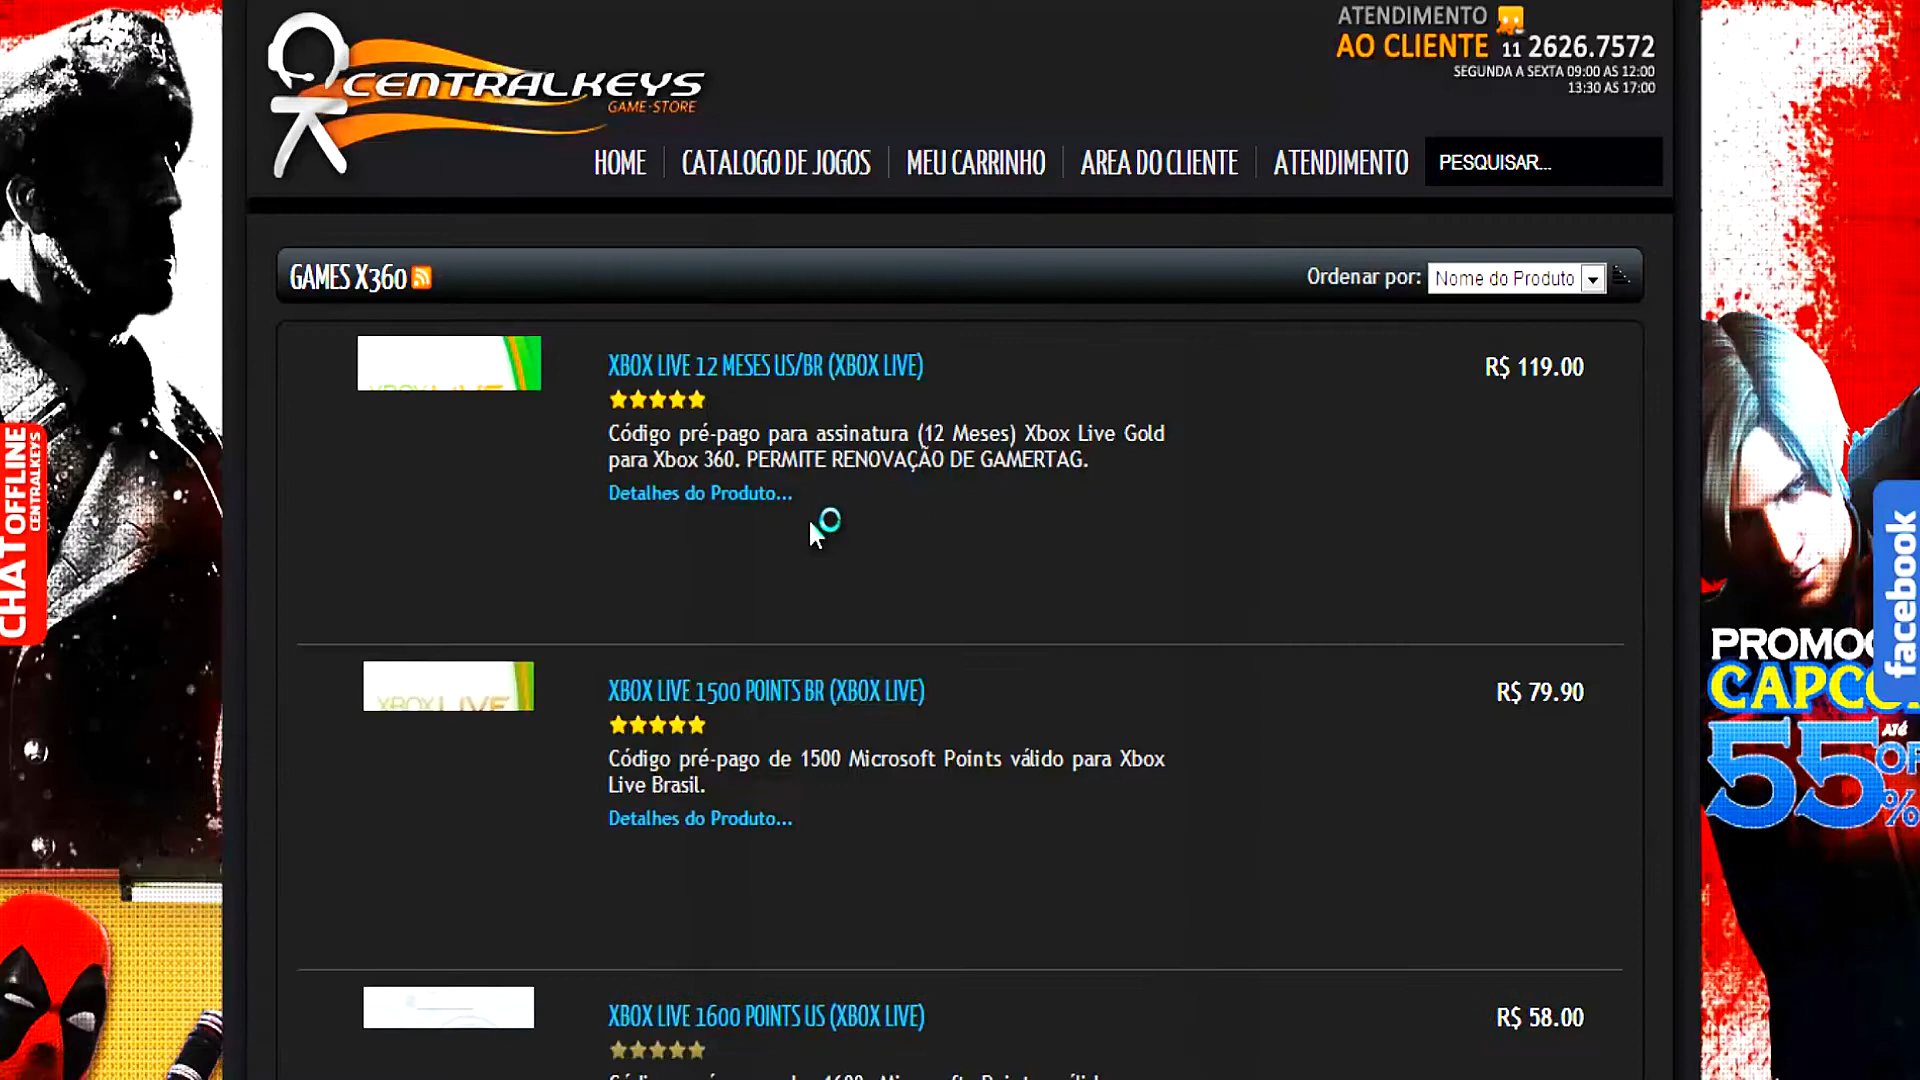 CENTRALKEYS
GAME-STORE
ATENDIMENTO
AO CLIENTE 11 2626.7572
SEGUNDA A SEXTA 09:00 AS 12:00
13:30 AS 17:00
HOME CATALOGO DE JOGOS MEU CARRINHO AREA DO CLIENTE ATENDIMENTO PESQUISAR...
GAMES X360 Ordenar por: Nome do Produto
XBOX LIVE 12 MESES US/BR (XBOX LIVE) R$ 119.00
Código pré-pago para assinatura (12 Meses) Xbox Live Gold
para Xbox 360. PERMITE RENOVAÇÃO DE GAMERTAG.
Detalhes do Produto...
XBOX LIVE
XBOX LIVE 1500 POINTS BR (XBOX LIVE) R$ 79.90
Código pré-pago de 1500 Microsoft Points válido para Xbox
Live Brasil.
Detalhes do Produto...
XBOX LIVE 1600 POINTS US (XBOX LIVE) R$ 58.00
CHAT OFFLINE
CENTRALKEYS
facebook
PROMOC
CAPC
ATÉ
55%